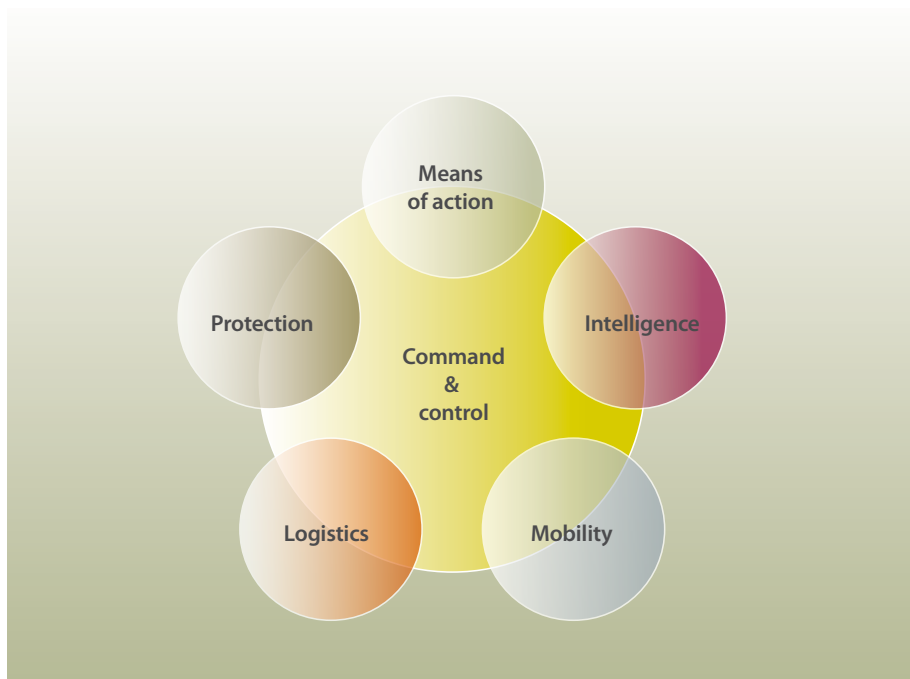 Means
of action
Protection
Intelligence
Command
&
control
Logistics
Mobility